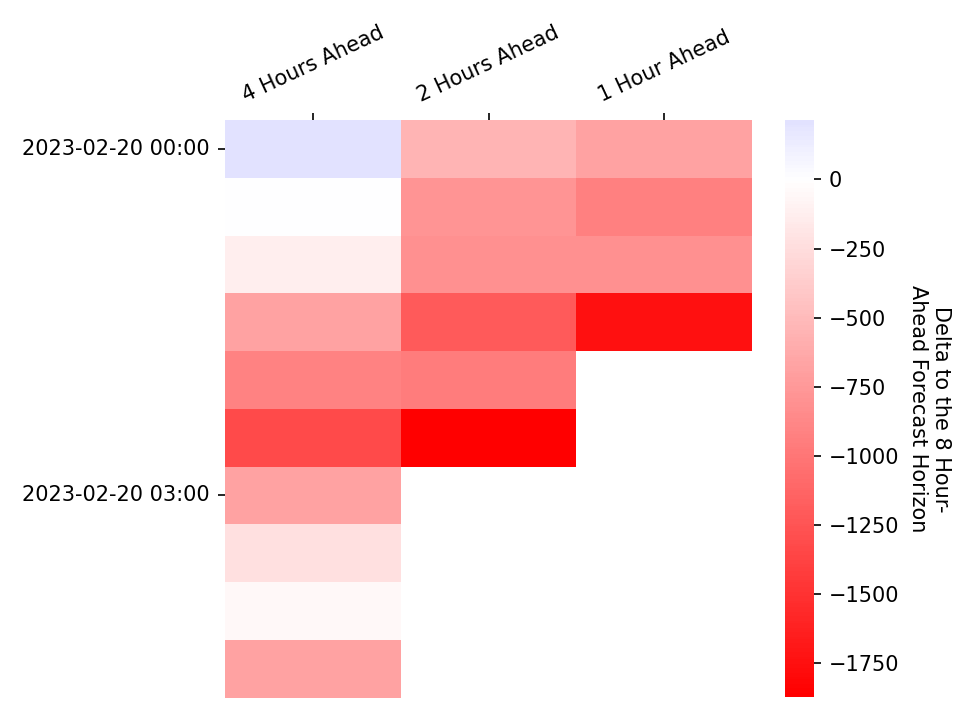 4 Hours Ahead
2 Hours Ahead
1 Hour Ahead
2023-02-20 00:00
2023-02-20 03:00
0
−250
−500
−750
−1000
−1250
−1500
−1750
Delta to the 8 Hour-
Ahead Forecast Horizon